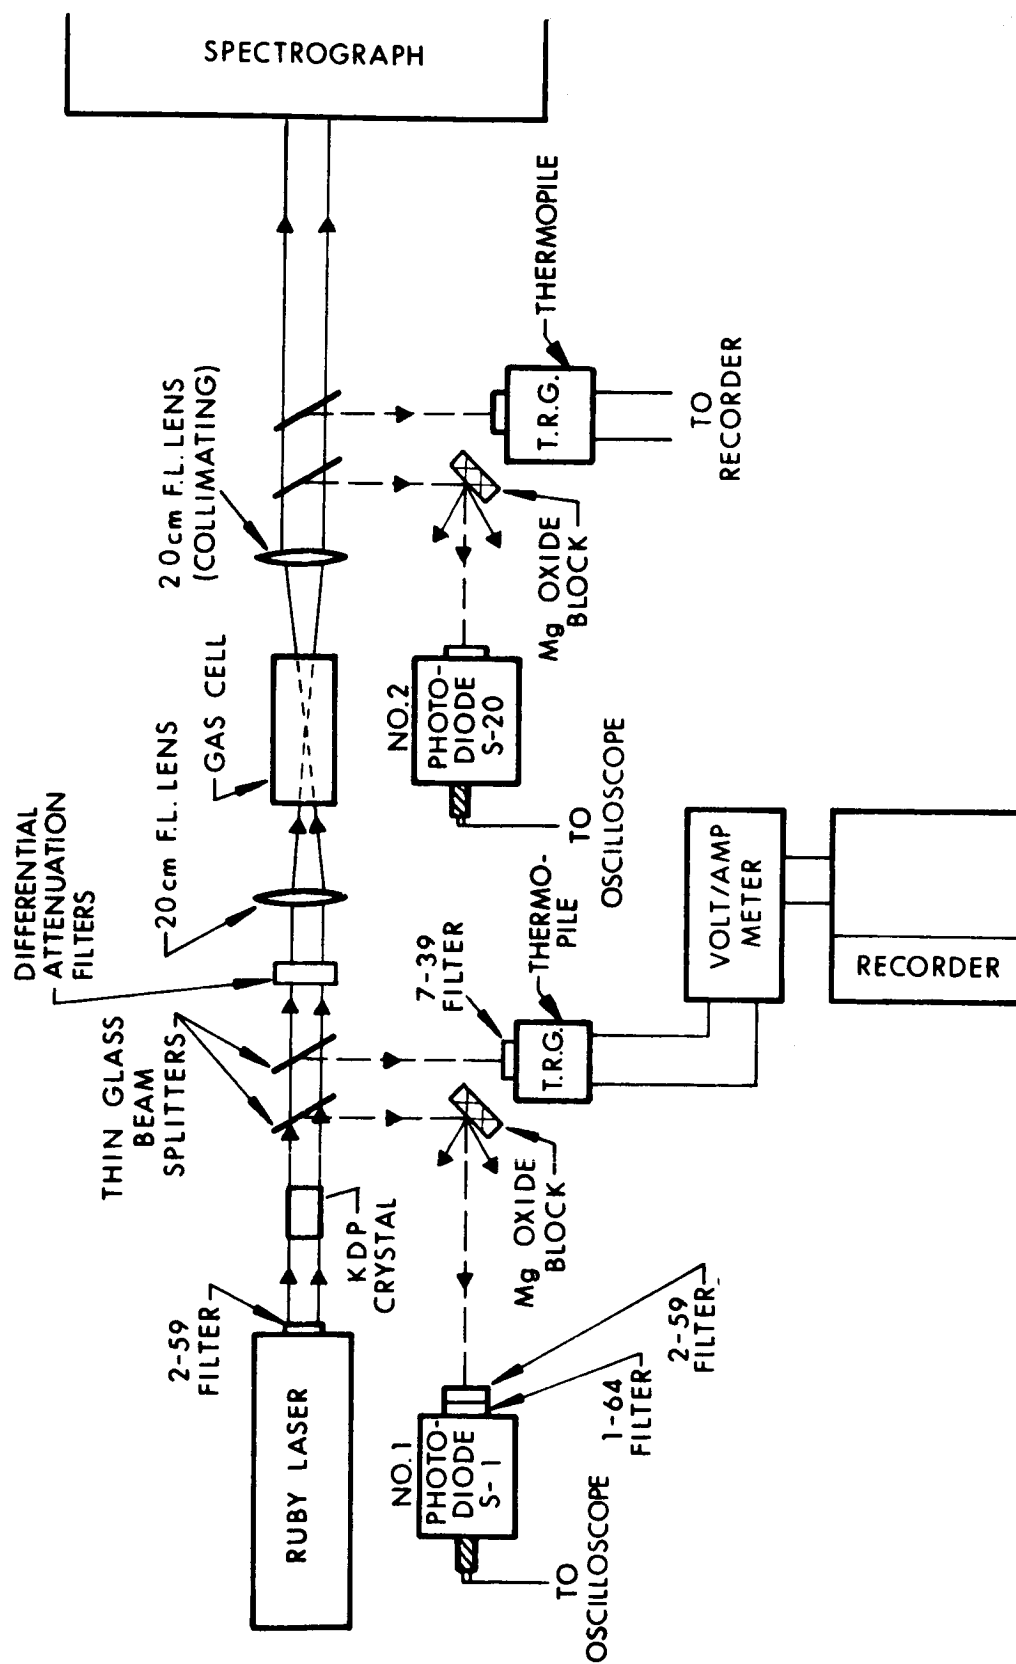 SPECTROGRAPH
20cm F.L. LENS
(COLLIMATING)
THERMOPILE
T.R.G.
TO
RECORDER
Mg OXIDE
BLOCK
GAS CELL
NO.2
PHOTO-
DIODE
S-20
TO
OSCILLOSCOPE
20cm F.L. LENS
DIFFERENTIAL
ATTENUATION
FILTERS
7-39
FILTER
THERMO-
PILE
T.R.G.
VOLT/AMP
METER
RECORDER
THIN GLASS
BEAM
SPLITTERS
KDP
CRYSTAL
Mg OXIDE
BLOCK
2-59
FILTER
RUBY LASER
NO.1
PHOTO-
DIODE
S-1
1-64
FILTER
2-59
FILTER
TO
OSCILLOSCOPE